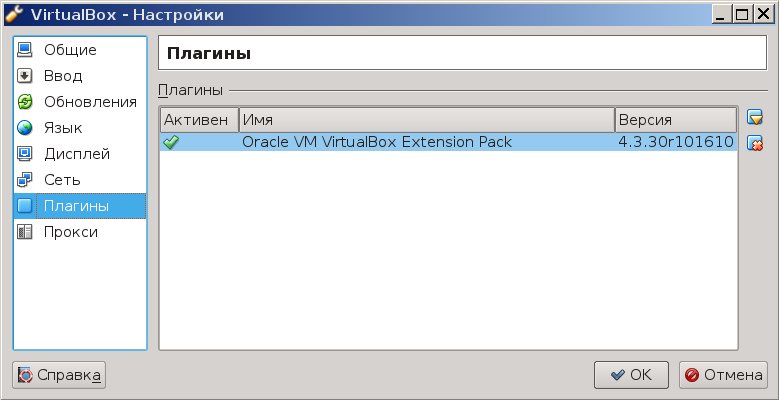 VirtualBox - Настройки
Общие
Ввод
Обновления
Язык
Дисплей
Сеть
Плагины
Прокси
Плагины
Плагины
Активен Имя Версия
Oracle VM VirtualBox Extension Pack 4.3.30r101610
Справка OK Отмена